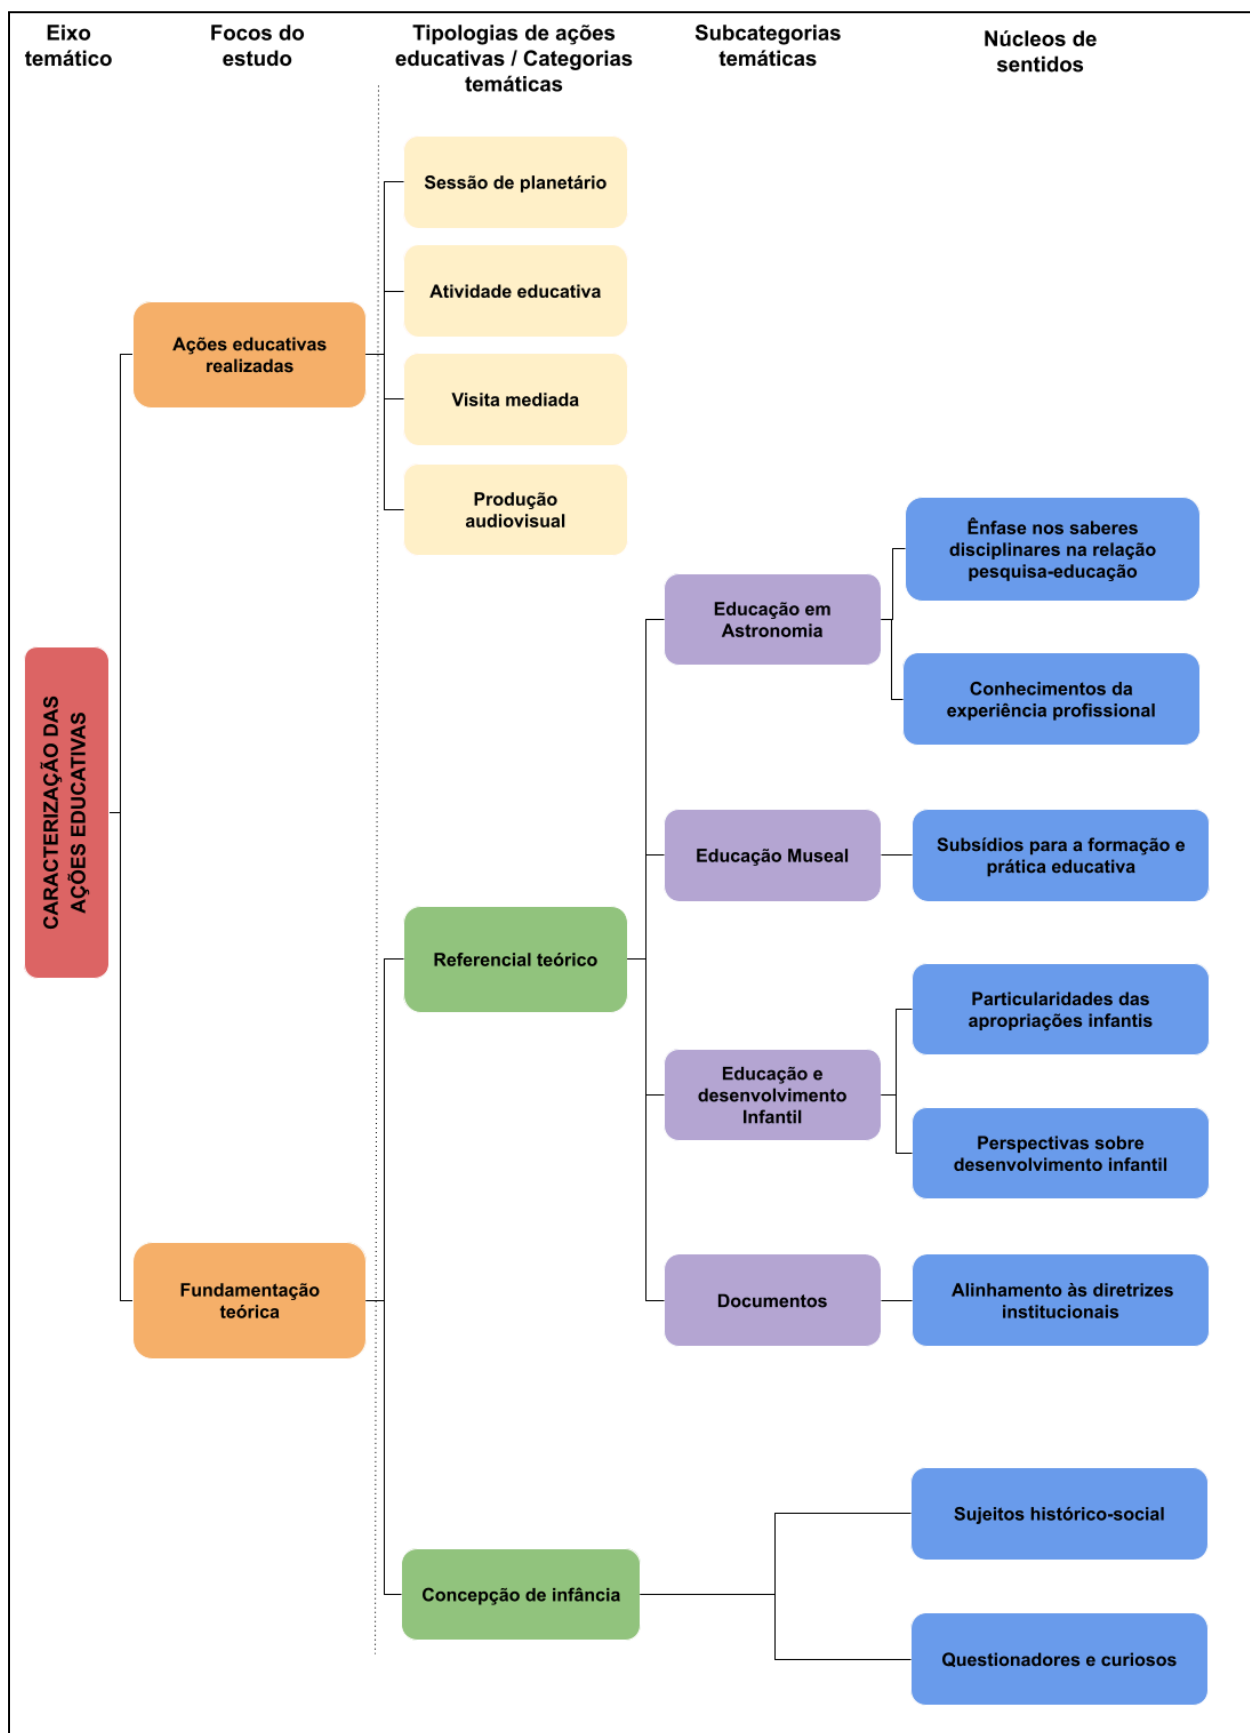 Eixo
temático
Focos do
estudo
Tipologias de ações
educativas / Categorias
temáticas
Subcategorias
temáticas
Núcleos de
sentidos
CARACTERIZAÇÃO DAS
AÇÕES EDUCATIVAS
Ações educativas
realizadas
Sessão de planetário
Atividade educativa
Visita mediada
Produção
audiovisual
Fundamentação
teórica
Referencial teórico
Educação em
Astronomia
Ênfase nos saberes
disciplinares na relação
pesquisa-educação
Conhecimentos da
experiência profissional
Educação Museal
Subsídios para a formação e
prática educativa
Educação e
desenvolvimento
Infantil
Particularidades das
apropriações infantis
Perspectivas sobre
desenvolvimento infantil
Documentos
Alinhamento às diretrizes
institucionais
Concepção de infância
Sujeitos histórico-social
Questionadores e curiosos